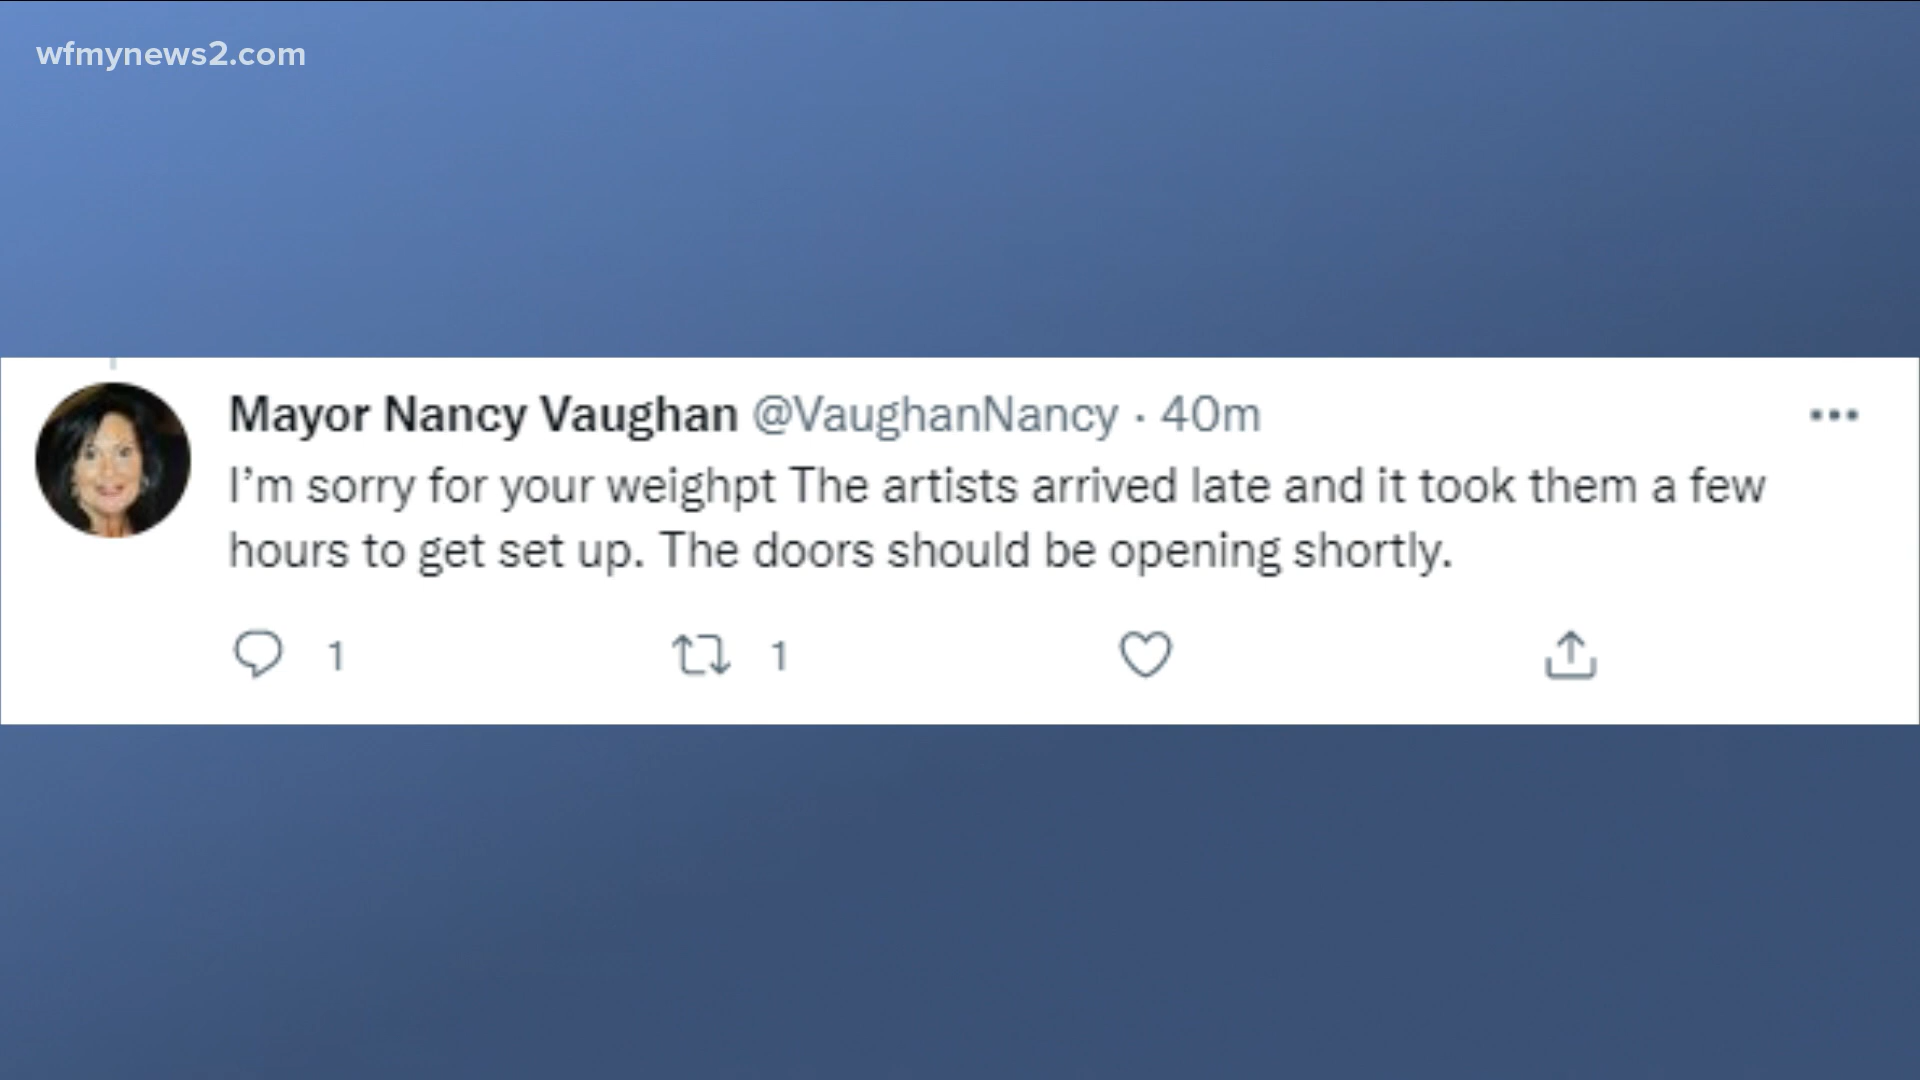 wfmynews2.com
Mayor Nancy Vaughan @VaughanNancy · 40m
I’m sorry for your weighpt The artists arrived late and it took them a few
hours to get set up. The doors should be opening shortly.
1 1